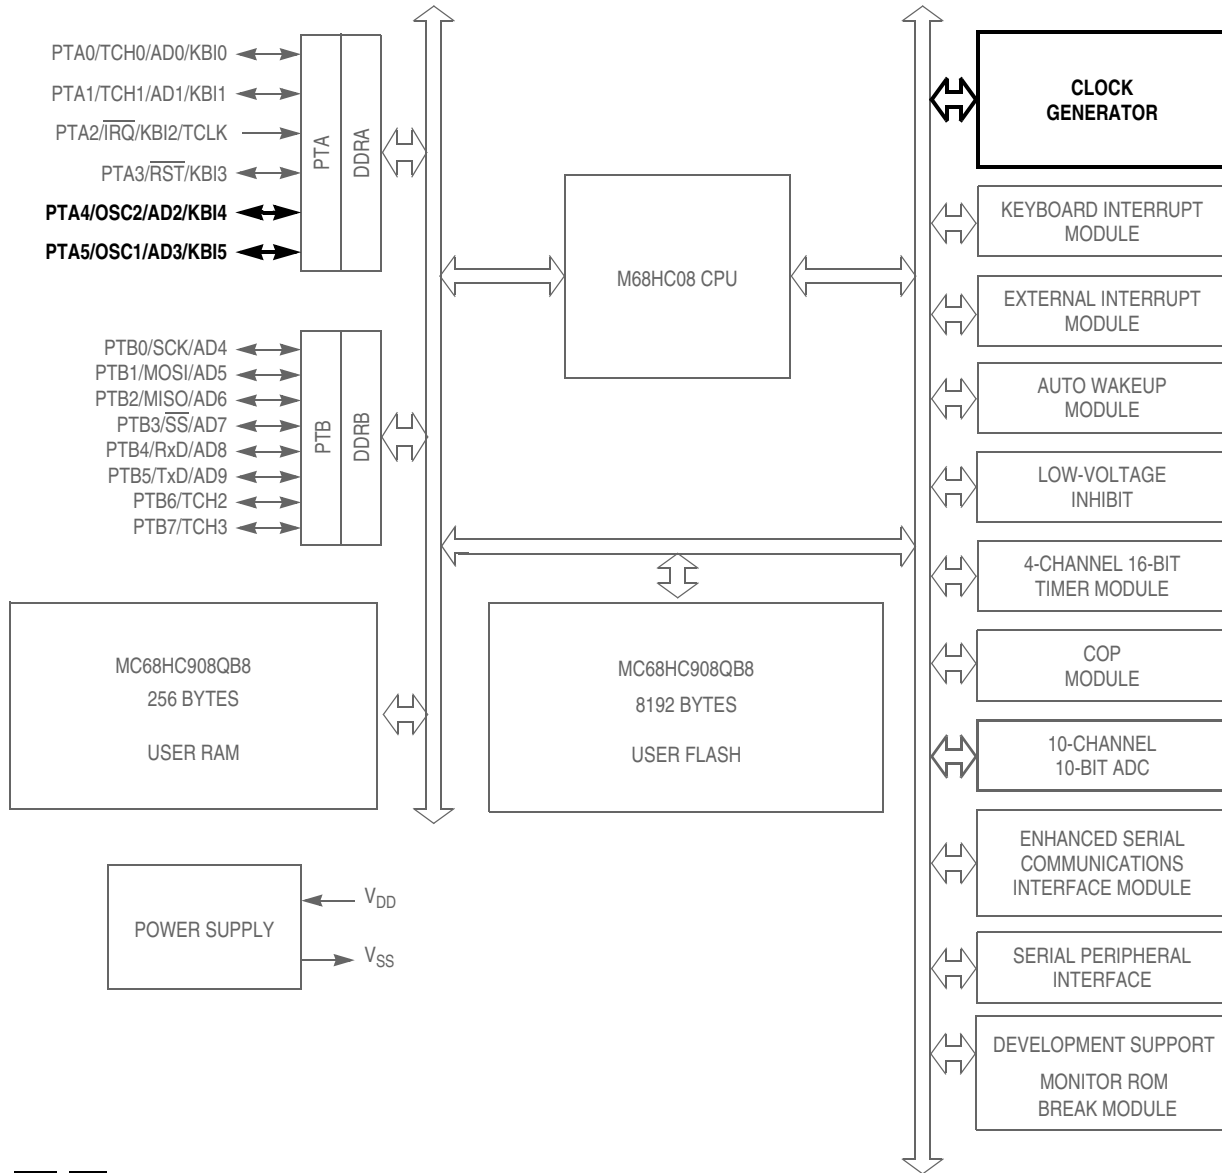 PTA0/TCH0/AD0/KBI0
PTA1/TCH1/AD1/KBI1
PTA2/IRQ/KBI2/TCLK
PTA3/RST/KBI3
PTA4/OSC2/AD2/KBI4
PTA5/OSC1/AD3/KBI5
PTA
DDRA
PTB0/SCK/AD4
PTB1/MOSI/AD5
PTB2/MISO/AD6
PTB3/SS/AD7
PTB4/RxD/AD8
PTB5/TxD/AD9
PTB6/TCH2
PTB7/TCH3
PTB
DDRB
M68HC08 CPU
MC68HC908QB8
256 BYTES
USER RAM
MC68HC908QB8
8192 BYTES
USER FLASH
POWER SUPPLY
VDD
VSS
CLOCK
GENERATOR
KEYBOARD INTERRUPT
MODULE
EXTERNAL INTERRUPT
MODULE
AUTO WAKEUP
MODULE
LOW-VOLTAGE
INHIBIT
4-CHANNEL 16-BIT
TIMER MODULE
COP
MODULE
10-CHANNEL
10-BIT ADC
ENHANCED SERIAL
COMMUNICATIONS
INTERFACE MODULE
SERIAL PERIPHERAL
INTERFACE
DEVELOPMENT SUPPORT
MONITOR ROM
BREAK MODULE